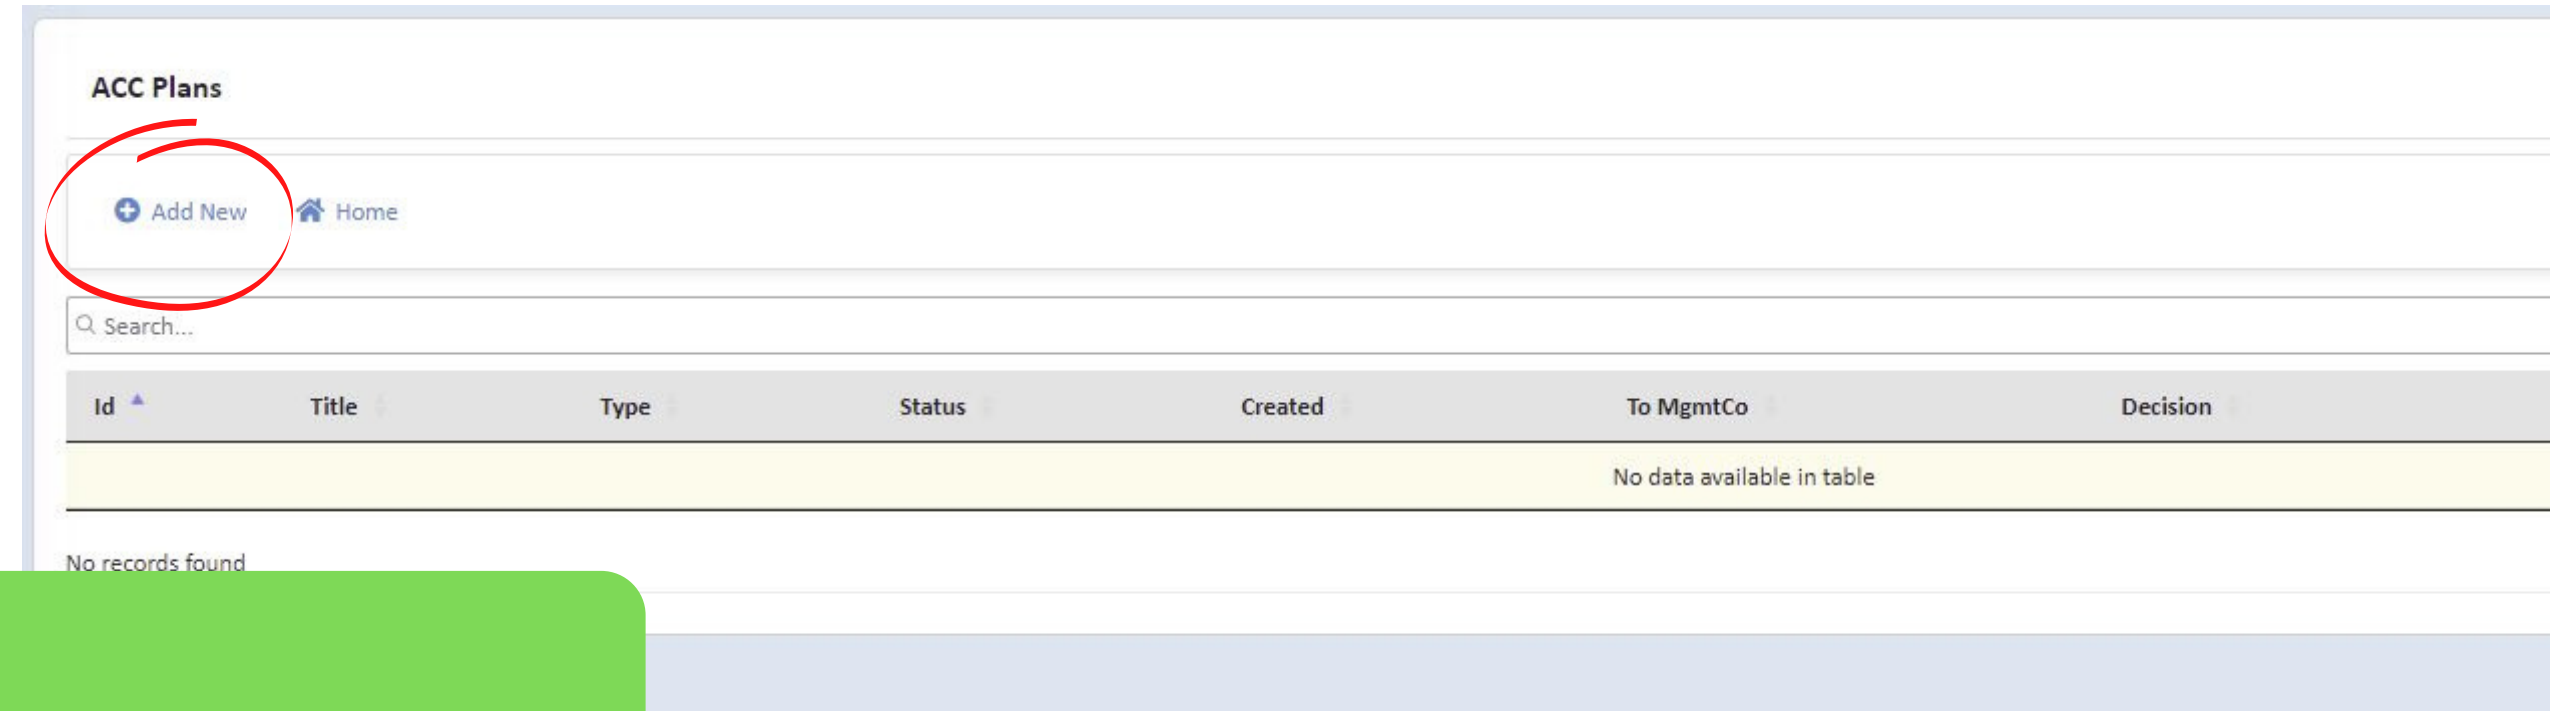 ACC Plans
Add New Home
Search...
Id Title Type Status Created To MgmtCo Decision
No data available in table
No records found